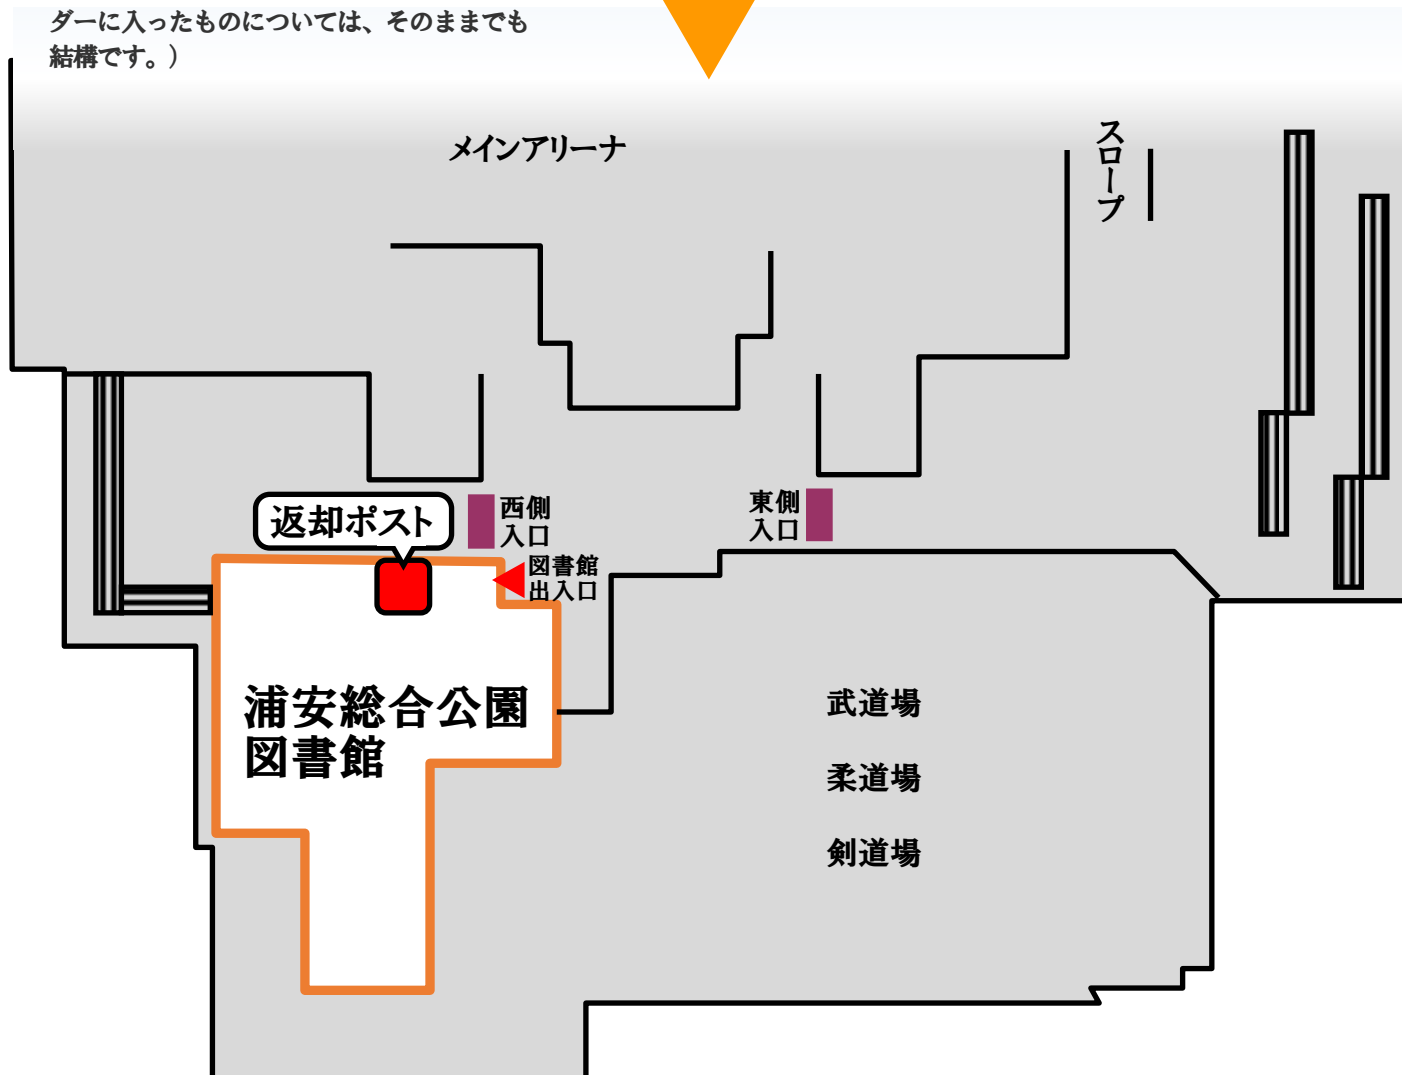 ダーに入ったものについては、そのままでも
結構です。）
メインアリーナ
スロープ
返却ポスト
西側
入口
東側
入口
図書館
出入口
浦安総合公園
図書館
武道場
柔道場
剣道場